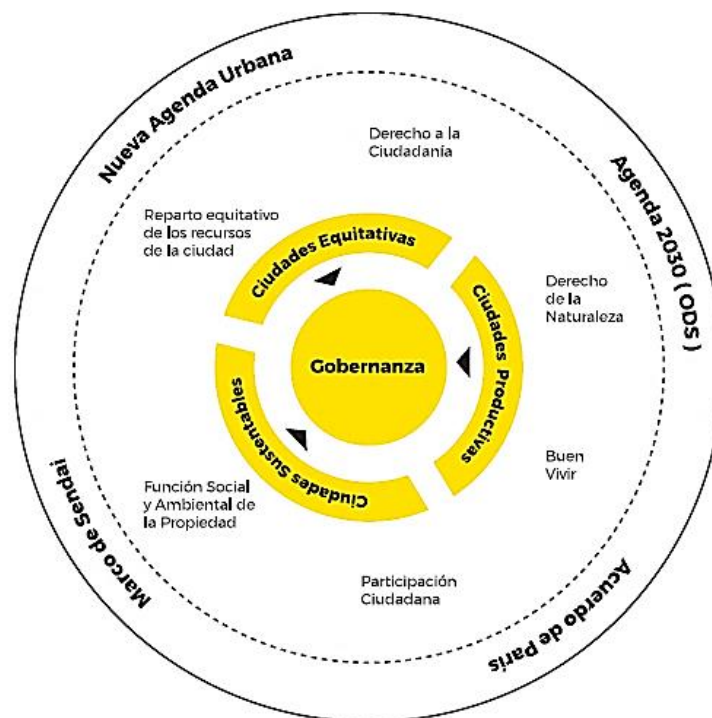 Nueva Agenda Urbana
Agenda 2030 ( ODS )
Acuerdo de París
Marco de Sendai
Derecho a la
Ciudadanía
Derecho
de la
Naturaleza
Buen
Vivir
Participación
Ciudadana
Función Social
y Ambiental de
la Propiedad
Reparto equitativo
de los recursos
de la ciudad
Ciudades Equitativas
Ciudades Productivas
Ciudades Sustentables
Gobernanza